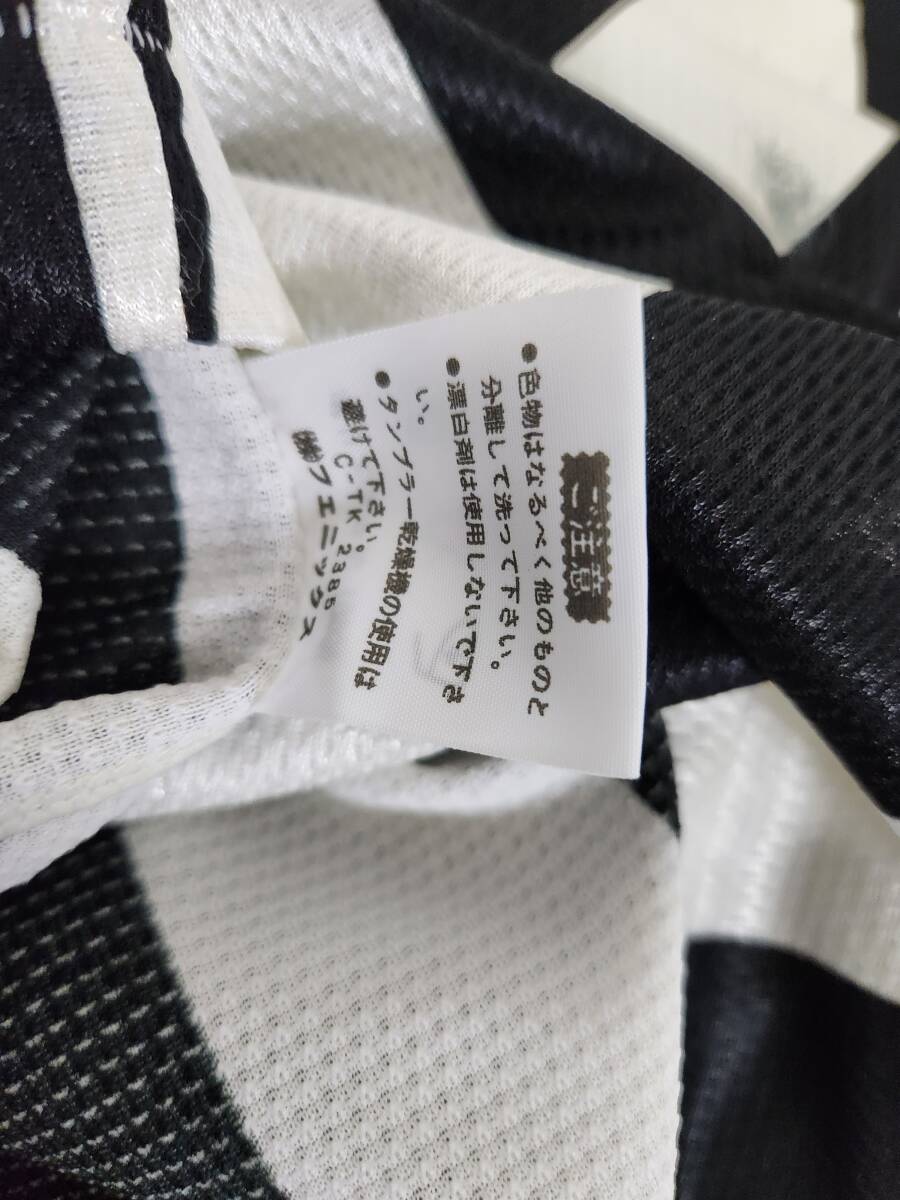 ご注意
●色物はなるべく他のものと
分離して洗って下さい。
●漂白剤は使用しないで下さ
い。
●タンブラー乾燥機の使用は
避けて下さい。
C-TK 2385
㈱フェニックス